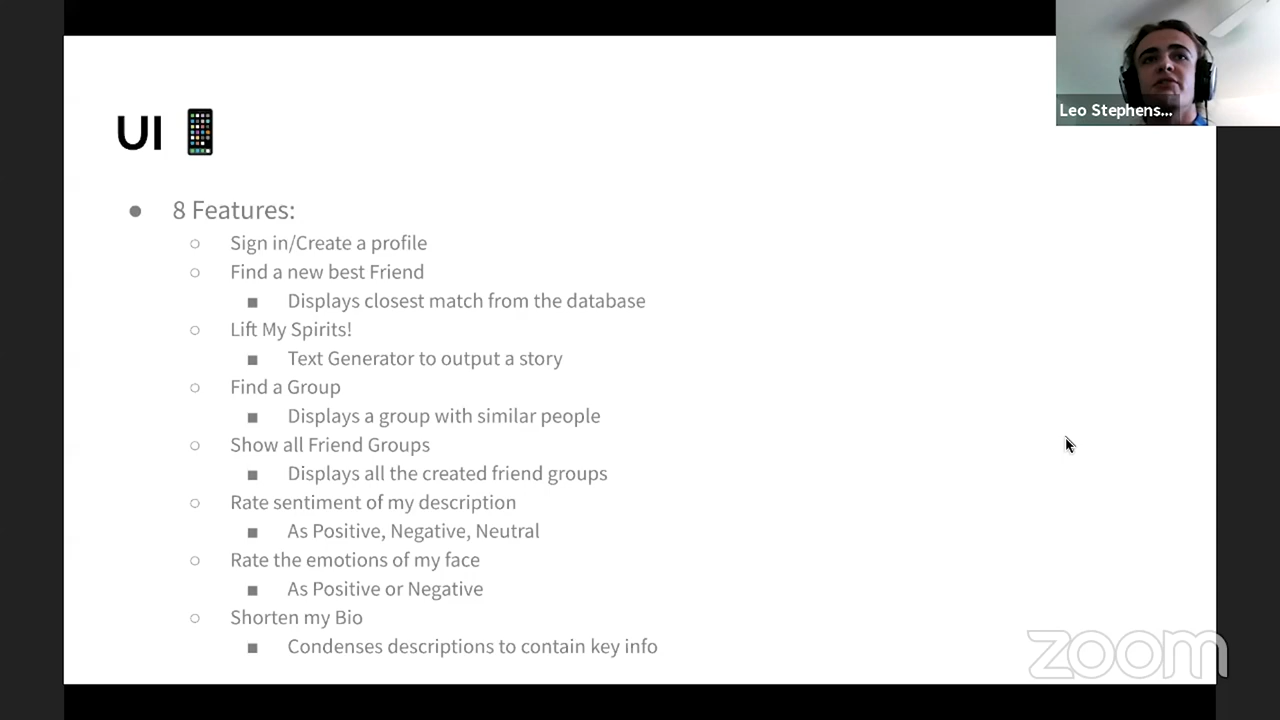 UI
8 Features:
Sign in/Create a profile
Find a new best Friend
Displays closest match from the database
Lift My Spirits!
Text Generator to output a story
Find a Group
Displays a group with similar people
Show all Friend Groups
Displays all the created friend groups
Rate sentiment of my description
As Positive, Negative, Neutral
Rate the emotions of my face
As Positive or Negative
Shorten my Bio
Condenses descriptions to contain key info
Leo Stephens...
zoom